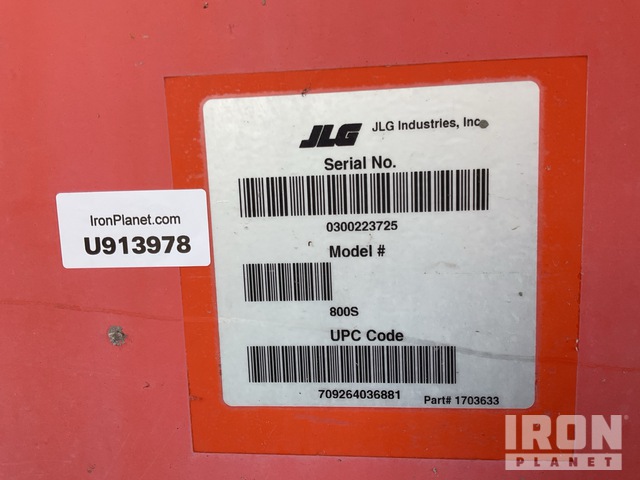 JLG JLG Industries, Inc.
Serial No.
0300223725
Model #
800S
UPC Code
709264036881 Part# 1703633
IronPlanet.com
U913978
IRON
PLANET